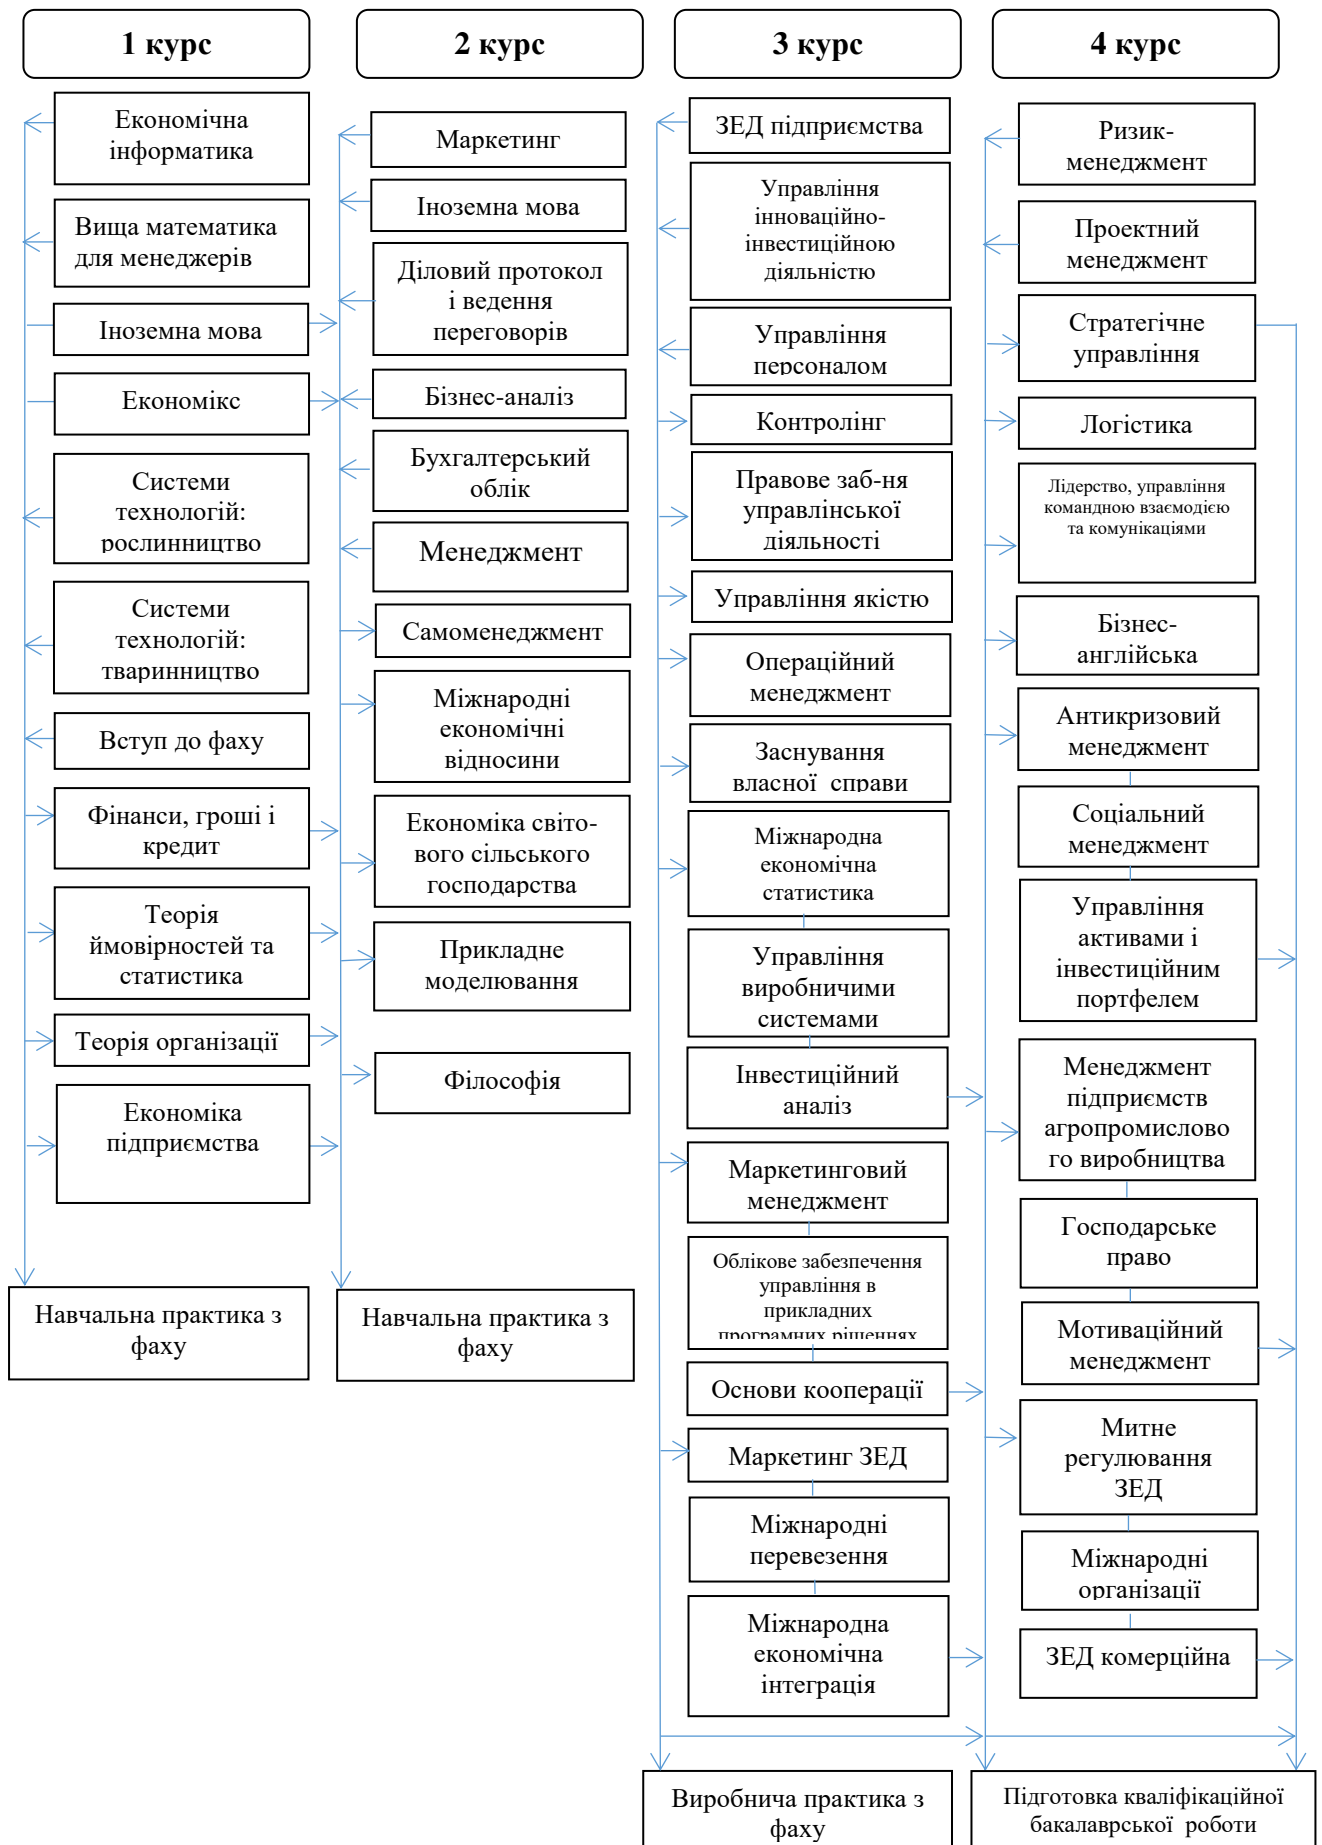 1 курс
Економічна
інформатика
Вища математика
для менеджерів
Іноземна мова
Економікс
Системи
технологій:
рослинництво
Системи
технологій:
тваринництво
Вступ до фаху
Фінанси, гроші і
кредит
Теорія
ймовірностей та
статистика
Теорія організації
Економіка
підприємства
Навчальна практика з
фаху
2 курс
Маркетинг
Іноземна мова
Діловий протокол
і ведення
переговорів
Бізнес-аналіз
Бухгалтерський
облік
Менеджмент
Самоменеджмент
Міжнародні
економічні
відносини
Економіка світо-
вого сільського
господарства
Прикладне
моделювання
Філософія
Навчальна практика з
фаху
3 курс
ЗЕД підприємства
Управління
інноваційно-
інвестиційною
діяльністю
Управління
персоналом
Контролінг
Правове заб-ня
управлінської
діяльності
Управління якістю
Операційний
менеджмент
Заснування
власної справи
Міжнародна
економічна
статистика
Управління
виробничими
системами
Інвестиційний
аналіз
Маркетинговий
менеджмент
Облікове забезпечення
управління в
прикладних
програмних рішеннях
Основи кооперації
Маркетинг ЗЕД
Міжнародні
перевезення
Міжнародна
економічна
інтеграція
Виробнича практика з
фаху
4 курс
Ризик-
менеджмент
Проектний
менеджмент
Стратегічне
управління
Логістика
Лідерство, управління
командною взаємодією
та комунікаціями
Бізнес-
англійська
Антикризовий
менеджмент
Соціальний
менеджмент
Управління
активами і
інвестиційним
портфелем
Менеджмент
підприємств
агропромислово
го виробництва
Господарське
право
Мотиваційний
менеджмент
Митне
регулювання
ЗЕД
Міжнародні
організації
ЗЕД комерційна
Підготовка кваліфікаційної
бакалаврської роботи